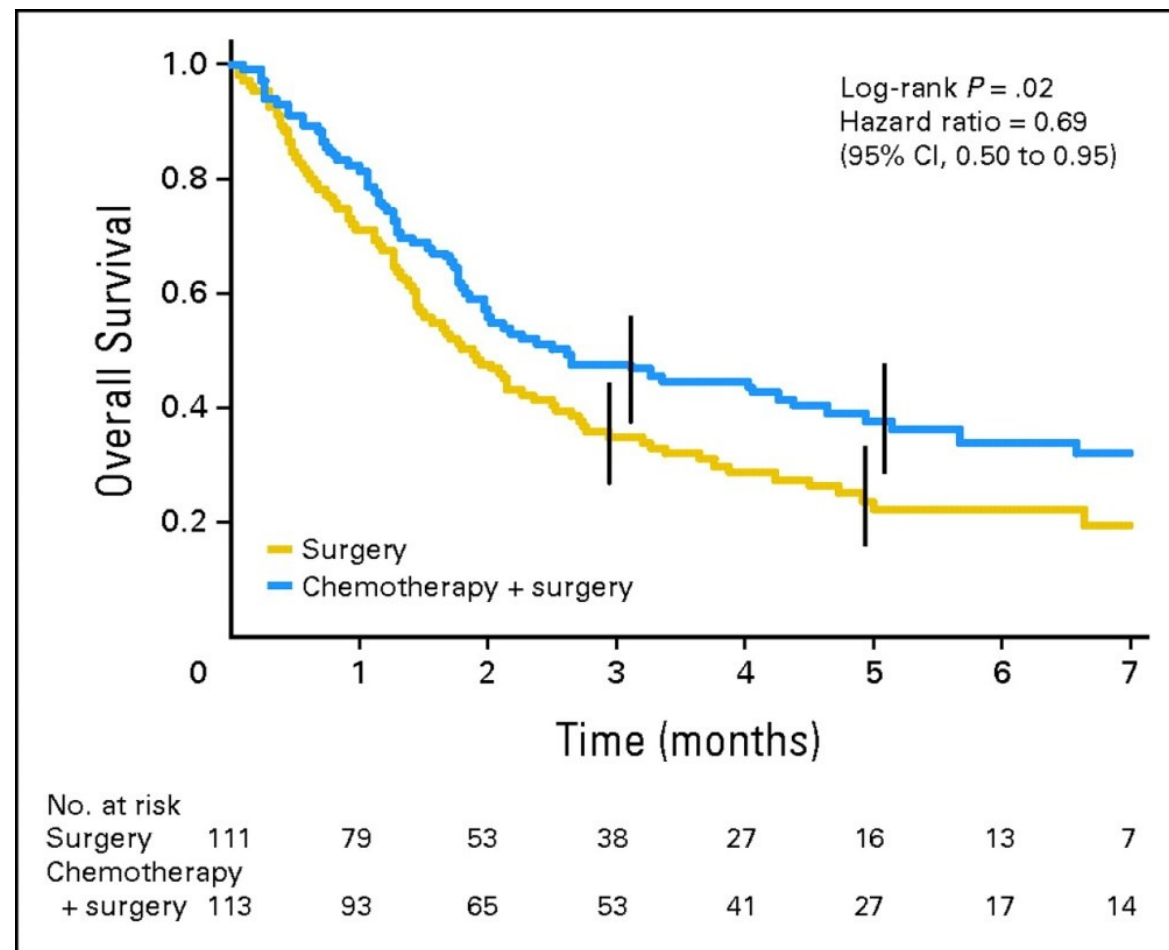 1.0
0.8
0.6
0.4
0.2
Overall Survival
Log-rank P = .02
Hazard ratio = 0.69
(95% CI, 0.50 to 0.95)
Surgery
Chemotherapy + surgery
0 1 2 3 4 5 6 7
Time (months)
No. at risk
Surgery 111 79 53 38 27 16 13 7
Chemotherapy
+ surgery 113 93 65 53 41 27 17 14